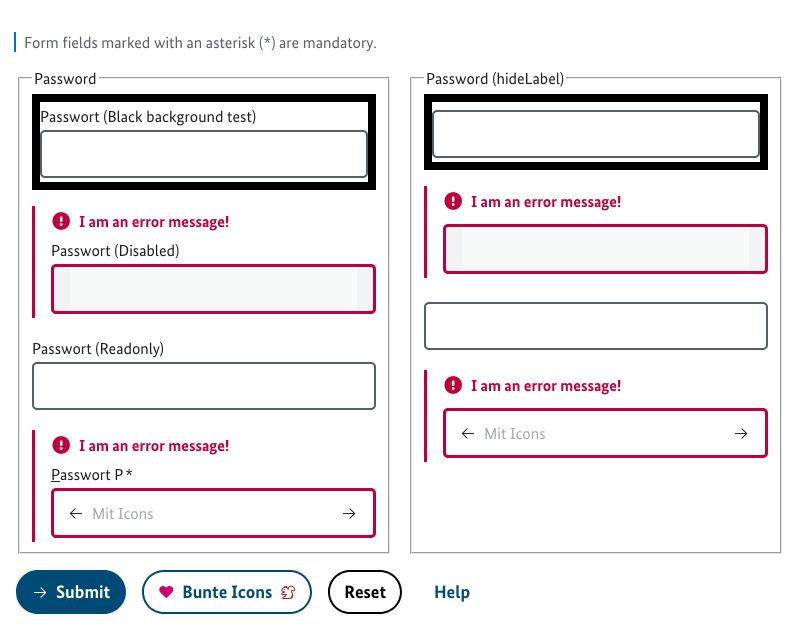 Form fields marked with an asterisk (*) are mandatory.
Password
Passwort (Black background test)
I am an error message!
Passwort (Disabled)
Passwort (Readonly)
I am an error message!
Passwort P*
Mit Icons
Password (hideLabel)
I am an error message!
I am an error message!
Mit Icons
Submit
Bunte Icons
Reset
Help